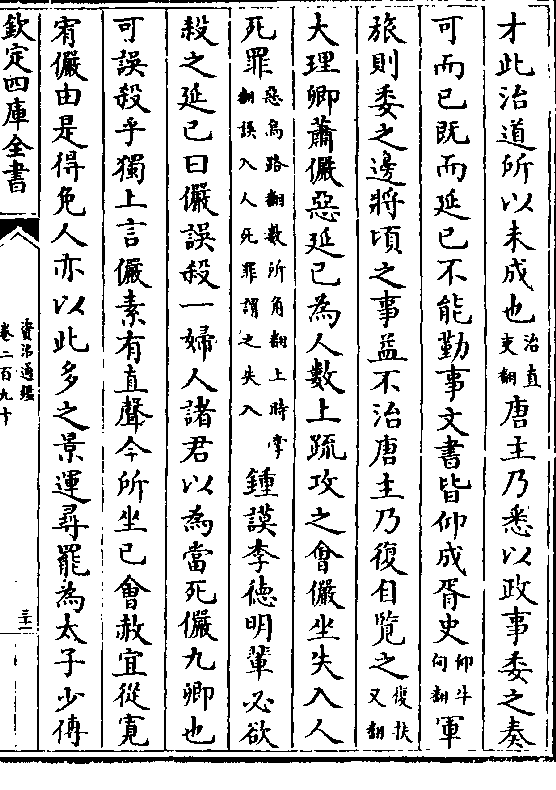 才此治道所以未成也治直吏翻唐主乃悉以政事委之奏
可而已既而延已不能勤事文書皆仰成胥史仰牛向翻軍
旅則委之邊將頃之事益不治唐主乃復自覽之復扶又翻
大理卿蕭儼惡延已為人數上疏攻之會儼坐失入人
死罪惡烏路翻數所角翻上時掌翻誤入人死罪謂之失入鍾謨李德明輩必欲
殺之延已曰儼誤殺一婦人諸君以為當死儼九卿也
可誤殺乎獨上言儼素有直聲今所坐已會赦宜從寛
宥儼由是得免人亦以此多之景運尋罷為太子少傅
欽定四庫全書
資治通鑑
卷二百九十
三十一